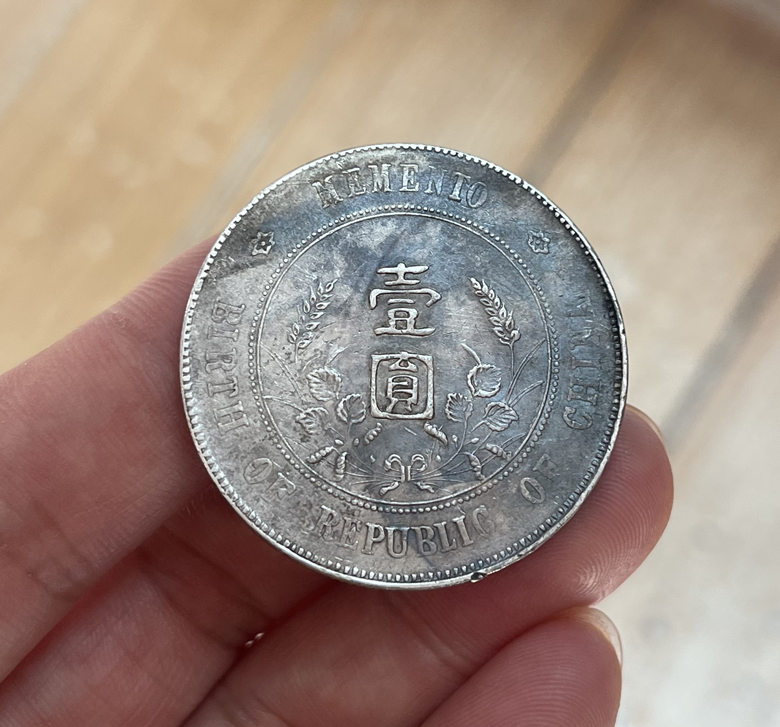 MEMENTO
壹
圓
BIRTH OF REPUBLIC OF CHINA